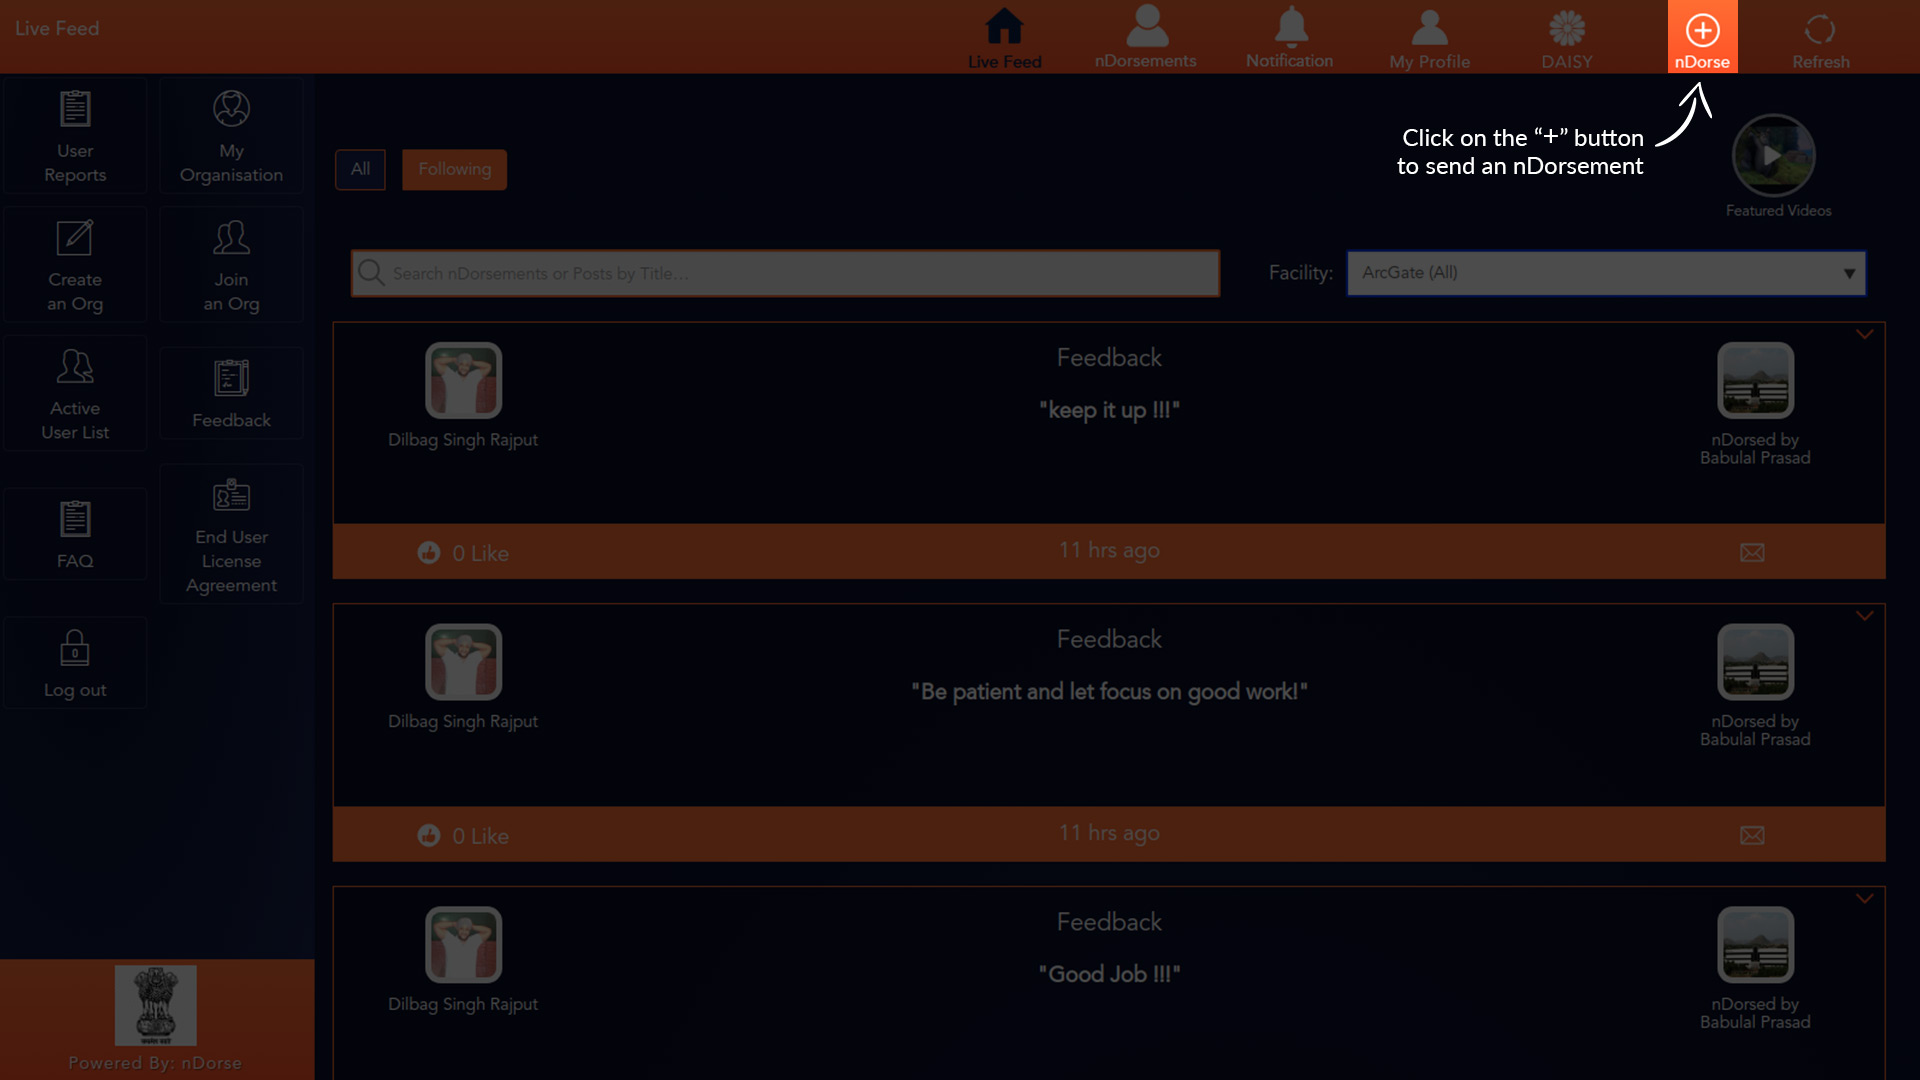 Live Feed
Live Feed
nDorsements
Notification
My Profile
DAISY
nDorse
Refresh
Click on the “+” button
to send an nDorsement
User
Reports
My
Organisation
Create
an Org
Join
an Org
Active
User List
Feedback
FAQ
End User
License
Agreement
Log out
Powered By: nDorse
All
Following
Featured Videos
Search nDorsements or Posts by Title...
Facility:
ArcGate (All)
Dilbag Singh Rajput
Feedback
"keep it up !!!"
nDorsed by
Babulal Prasad
0 Like
11 hrs ago
Dilbag Singh Rajput
Feedback
"Be patient and let focus on good work!"
nDorsed by
Babulal Prasad
0 Like
11 hrs ago
Dilbag Singh Rajput
Feedback
"Good Job !!!"
nDorsed by
Babulal Prasad